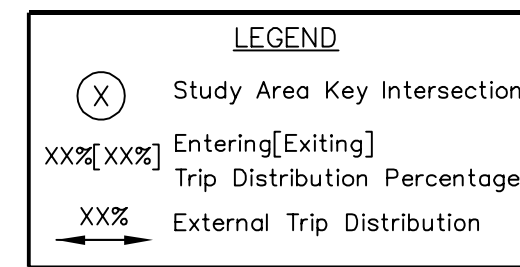 LEGEND
X Study Area Key Intersection
XX%[XX%] Entering[Exiting]
Trip Distribution Percentage
XX% External Trip Distribution